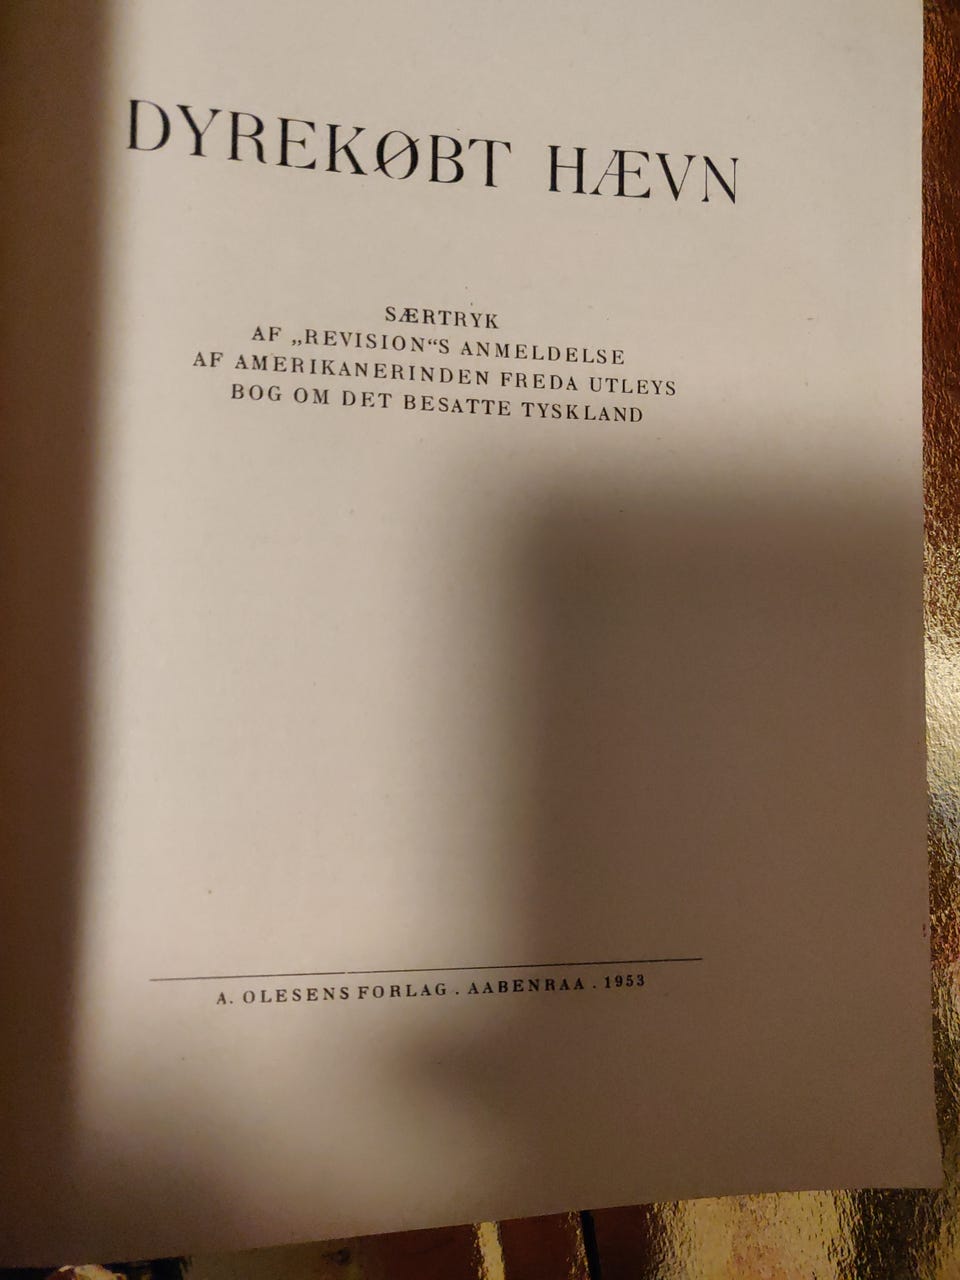 DYREKØBT HÆVN
SÆRTRYK
AF „REVISION“S ANMELDELSE
AF AMERIKANERINDEN FREDA UTLEYS
BOG OM DET BESATTE TYSKLAND
A. OLESENS FORLAG . AABENRAA . 1953